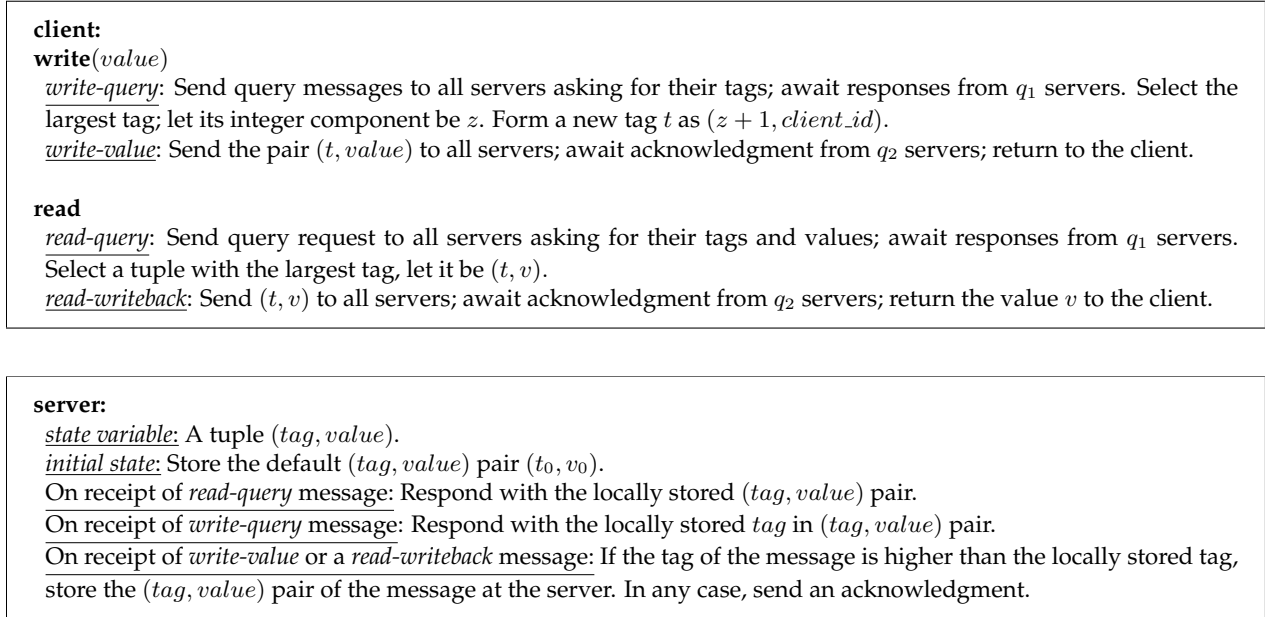 client:
write(value)
write-query: Send query messages to all servers asking for their tags; await responses from q₁ servers. Select the
largest tag; let its integer component be z. Form a new tag t as (z + 1, client_id).
write-value: Send the pair (t, value) to all servers; await acknowledgment from q₂ servers; return to the client.
read
read-query: Send query request to all servers asking for their tags and values; await responses from q₁ servers.
Select a tuple with the largest tag, let it be (t, v).
read-writeback: Send (t, v) to all servers; await acknowledgment from q₂ servers; return the value v to the client.
server:
state variable: A tuple (tag, value).
initial state: Store the default (tag, value) pair (t₀, v₀).
On receipt of read-query message: Respond with the locally stored (tag, value) pair.
On receipt of write-query message: Respond with the locally stored tag in (tag, value) pair.
On receipt of write-value or a read-writeback message: If the tag of the message is higher than the locally stored tag,
store the (tag, value) pair of the message at the server. In any case, send an acknowledgment.